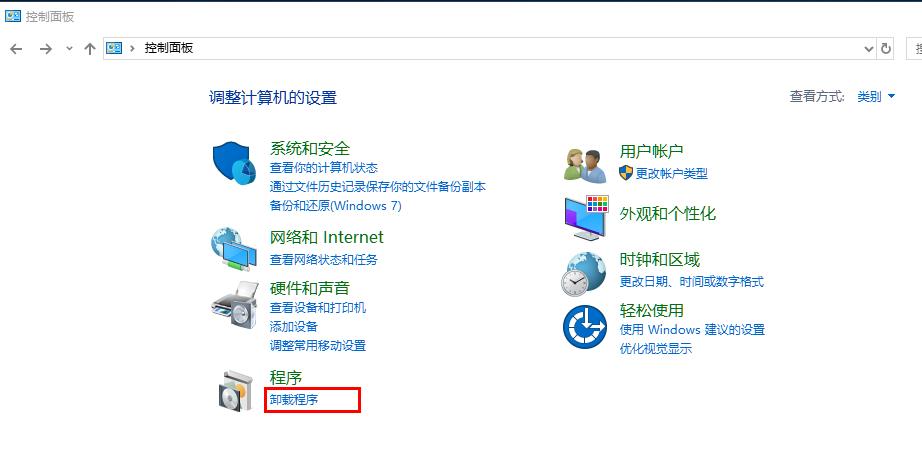 控制面板
控制面板
调整计算机的设置
查看方式: 类别
系统和安全
查看你的计算机状态
通过文件历史记录保存你的文件备份副本
备份和还原(Windows 7)
网络和 Internet
查看网络状态和任务
硬件和声音
查看设备和打印机
添加设备
调整常用移动设置
程序
卸载程序
用户帐户
更改帐户类型
外观和个性化
时钟和区域
更改日期、时间或数字格式
轻松使用
使用 Windows 建议的设置
优化视觉显示